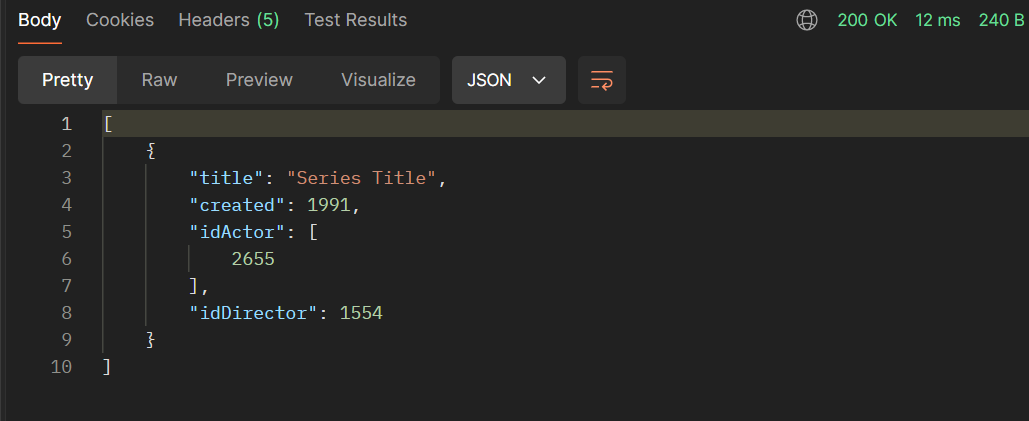 Body Cookies Headers (5) Test Results 200 OK 12 ms 240 B
Pretty Raw Preview Visualize JSON
1 [
2 {
3 "title": "Series Title",
4 "created": 1991,
5 "idActor": [
6 2655
7 ],
8 "idDirector": 1554
9 }
10 ]